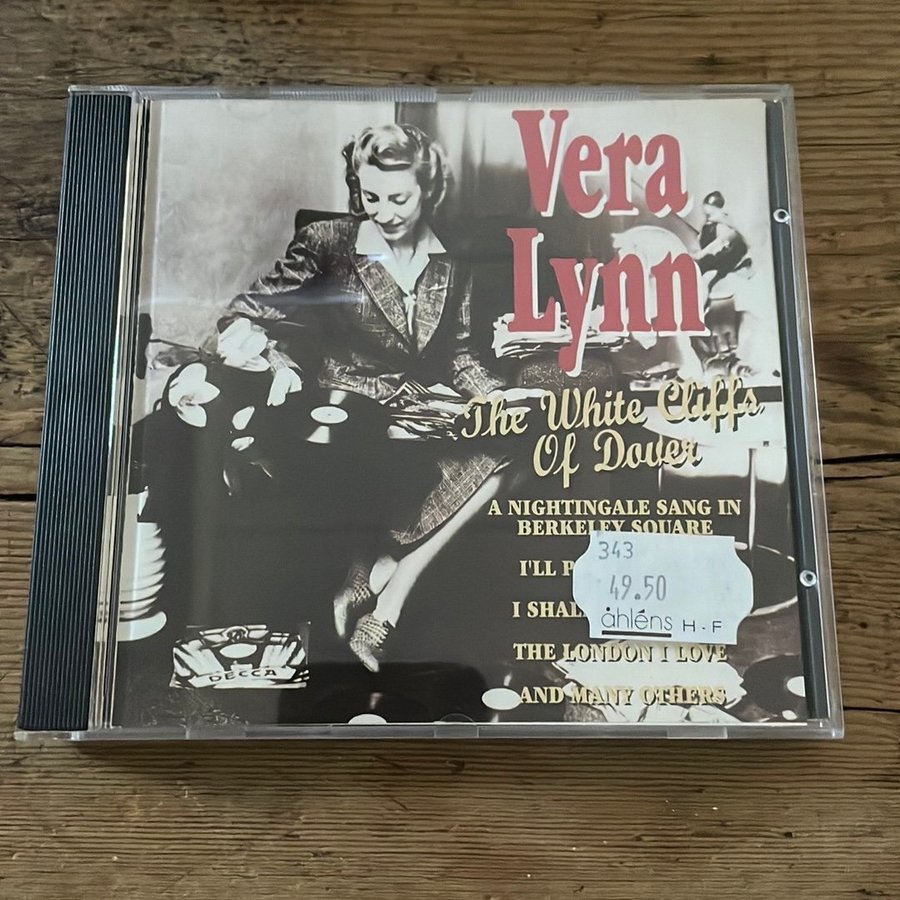 Vera
Lynn
The White Cliffs
Of Dover
A NIGHTINGALE SANG IN
BERKELEY SQUARE
I'LL
I
THE LONDON I LOVE
AND MANY OTHERS
343
49.50
åhléns H-F
DECCA